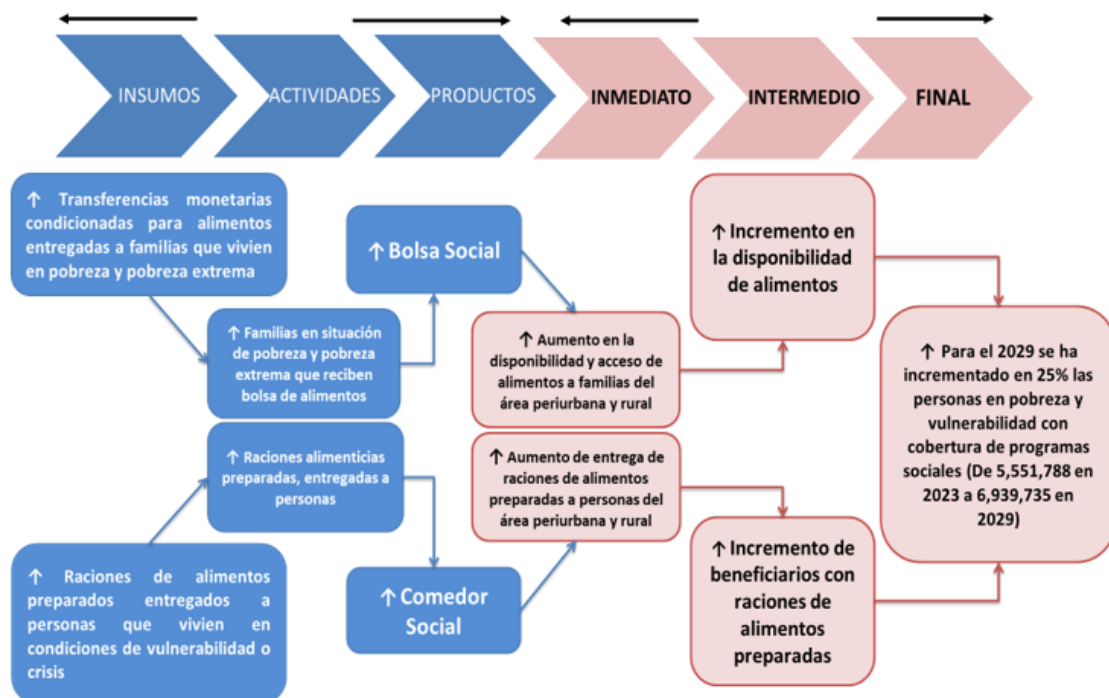 INSUMOS
ACTIVIDADES
PRODUCTOS
INMEDIATO
INTERMEDIO
FINAL
↑ Transferencias monetarias
condicionadas para alimentos
entregadas a familias que vivien
en pobreza y pobreza extrema
↑ Familias en situación
de pobreza y pobreza
extrema que reciben
bolsa de alimentos
↑ Bolsa Social
↑ Aumento en la
disponibilidad y acceso de
alimentos a familias del
área periurbana y rural
↑ Incremento en
la disponibilidad
de alimentos
↑ Para el 2029 se ha
incrementado en 25% las
personas en pobreza y
vulnerabilidad con
cobertura de programas
sociales (De 5,551,788 en
2023 a 6,939,735 en
2029)
↑ Raciones de alimentos
preparados entregados a
personas que vivien en
condiciones de vulnerabilidad o
crisis
↑ Raciones alimenticias
preparadas, entregadas a
personas
↑ Comedor
Social
↑ Aumento de entrega de
raciones de alimentos
preparadas a personas del
área periurbana y rural
↑ Incremento de
beneficiarios con
raciones de
alimentos
preparadas